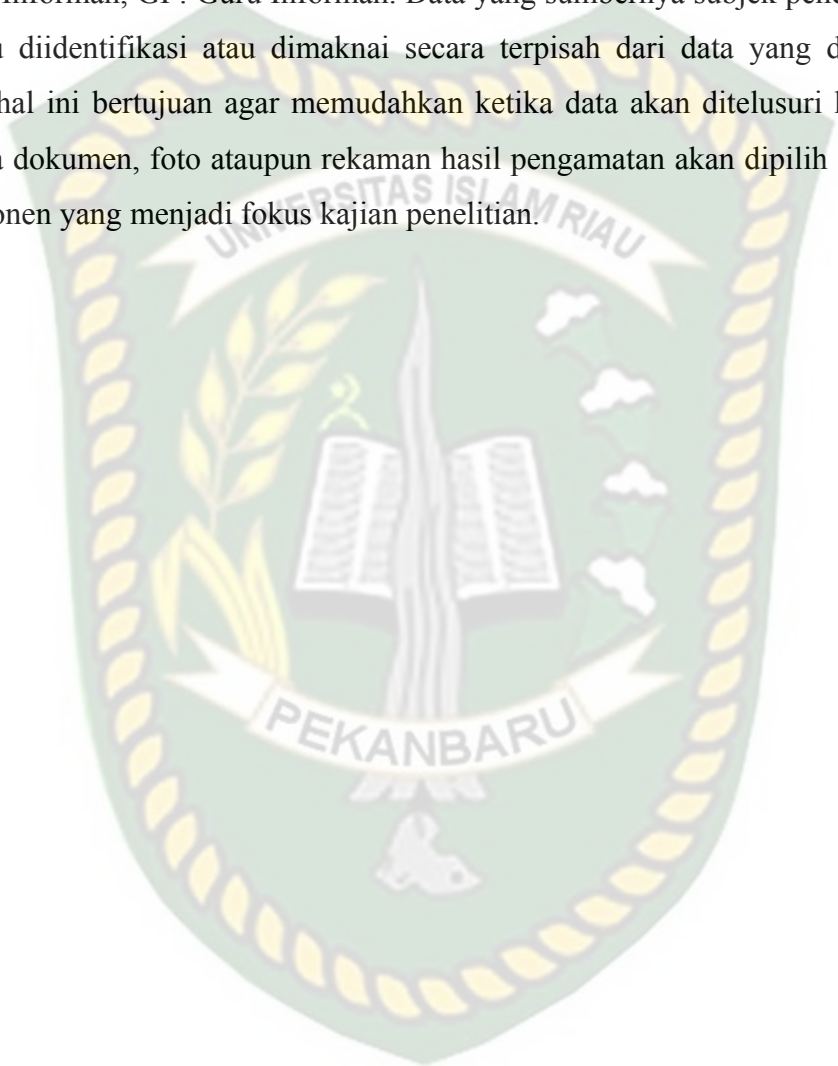 Informan, GI : Guru Informan. Data yang sumbernya subjek pene
diidentifikasi atau dimaknai secara terpisah dari data yang d
hal ini bertujuan agar memudahkan ketika data akan ditelusuri
dokumen, foto ataupun rekaman hasil pengamatan akan dipilih
onen yang menjadi fokus kajian penelitian.
UNIVERSITAS ISLAM RIAU
PEKANBARU